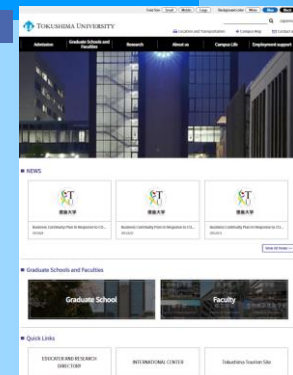 Font Size Small Middle Large Background color White Blue Black
TOKUSHIMA UNIVERSITY
Location and Transportation Campus Map Contact us
Admission Graduate Schools and Faculties Research About us Campus Life Employment support
NEWS
徳島大学 徳島大学 徳島大学
Business Continuity Plan in Response to CO... Business Continuity Plan in Response to CO... Business Continuity Plan in Response to CO...
View All News
Graduate Schools and Faculties
Graduate School Faculty
Quick Links
EDUCATION AND RESEARCH DIRECTORY INTERNATIONAL CENTER Tokushima Tourism Site